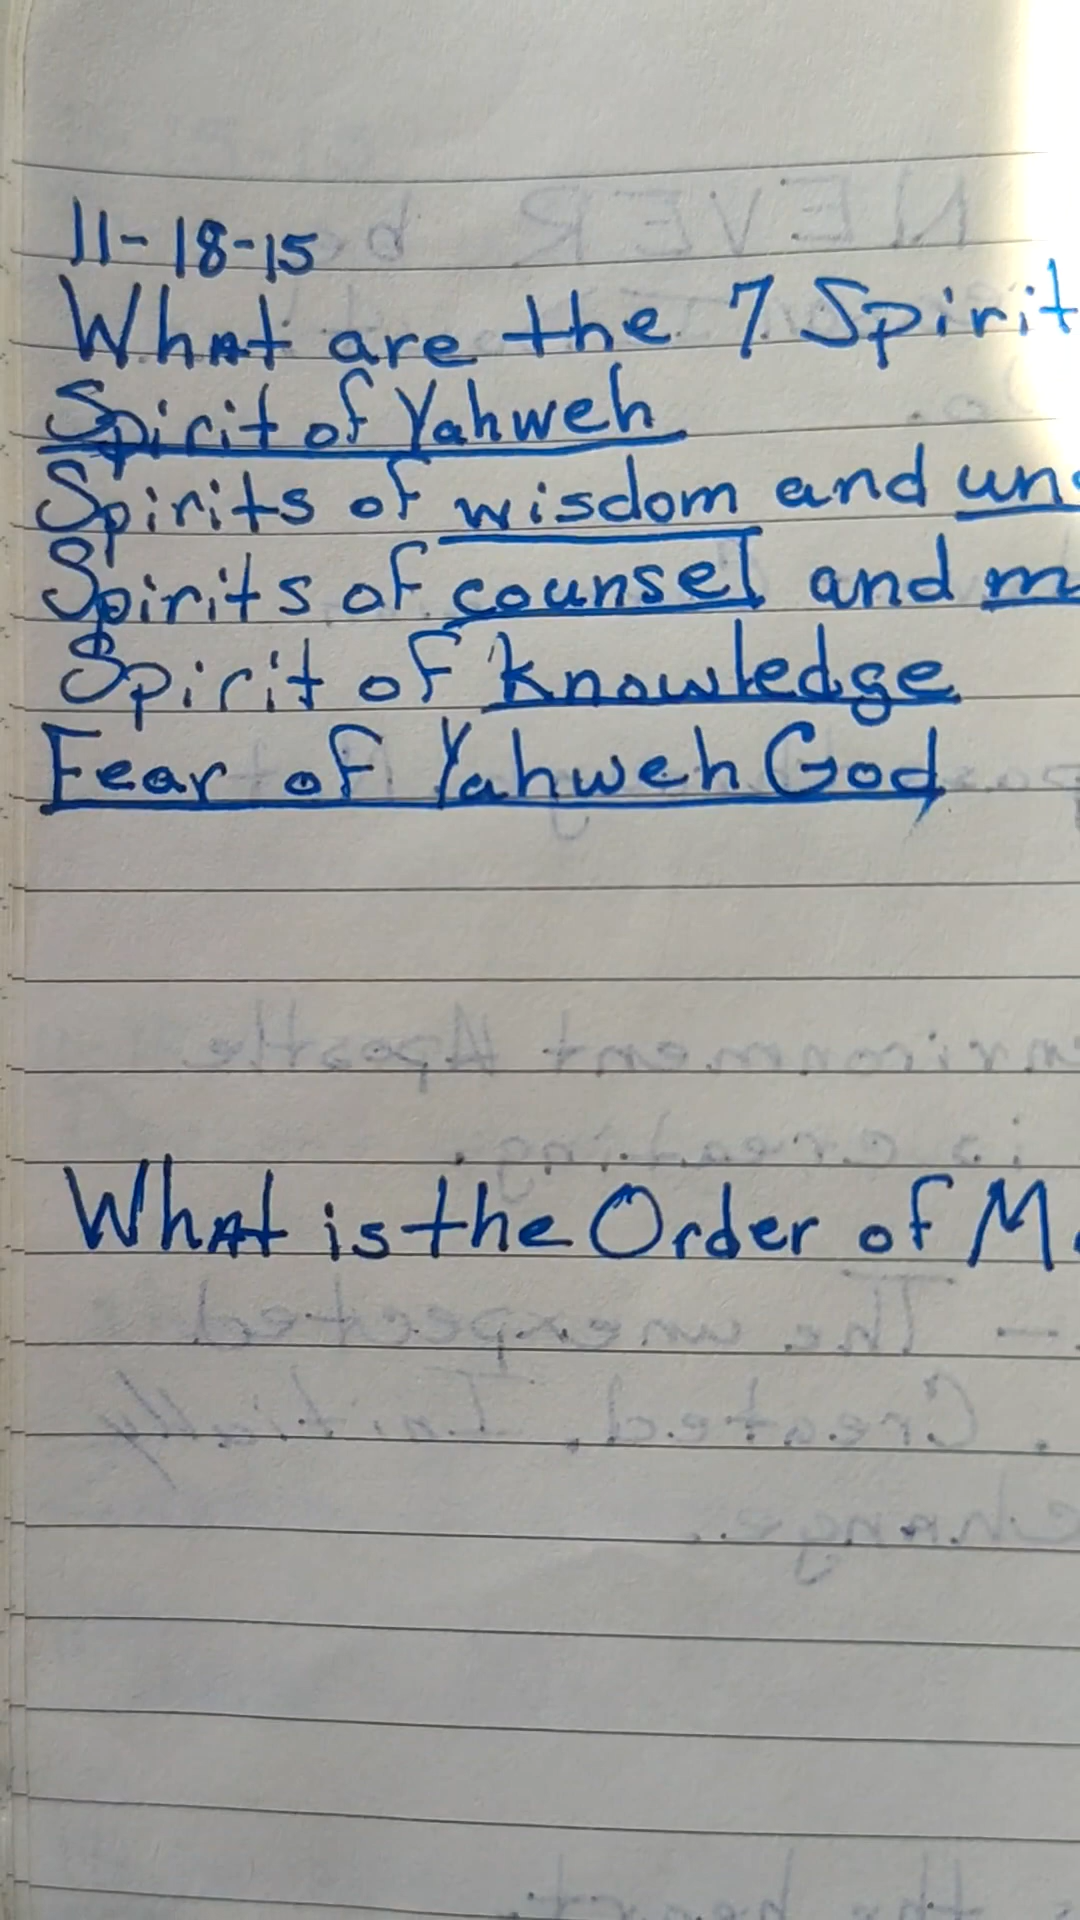 11-18-15
What are the 7 Spirit
Spirit of Yahweh
Spirits of wisdom and un
Spirits of counsel and m
Spirit of knowledge
Fear of Yahweh God
What is the Order of M